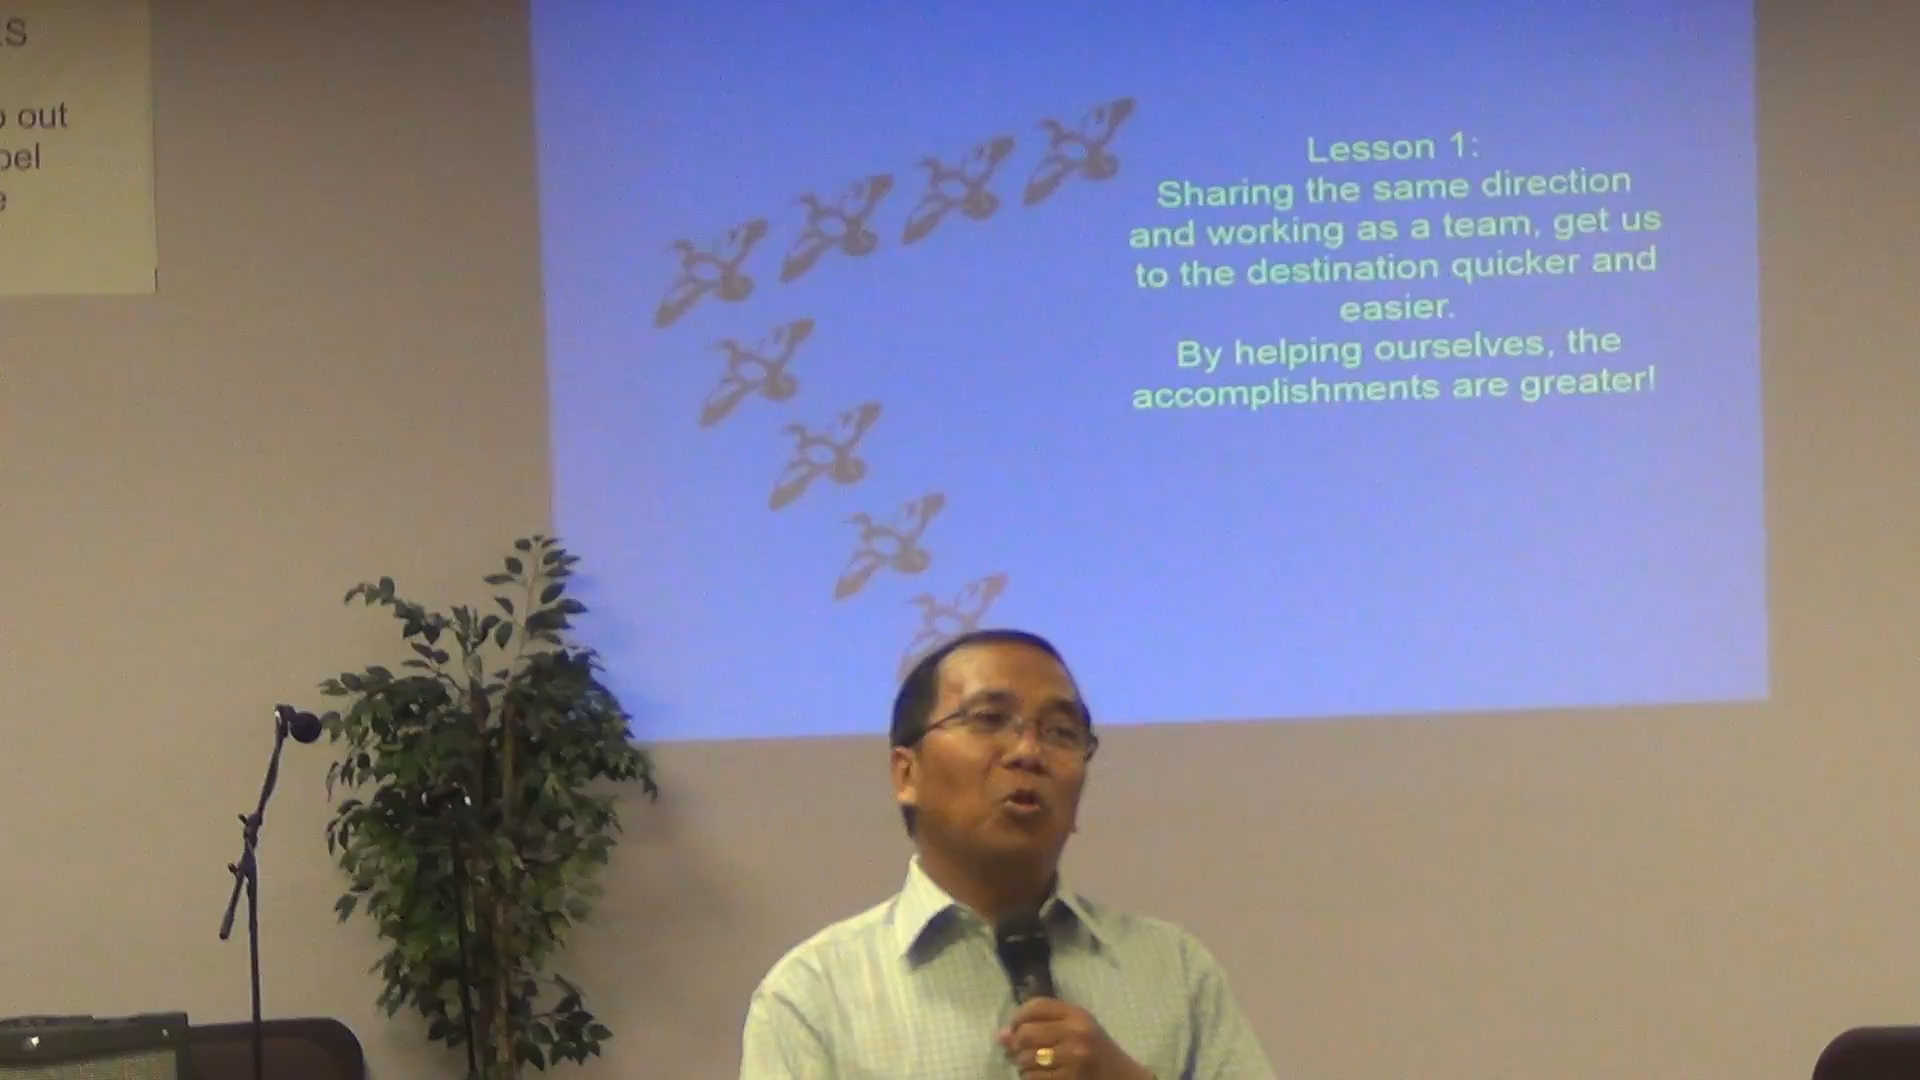 out
Lesson 1:
Sharing the same direction
and working as a team, get us
to the destination quicker and
easier.
By helping ourselves, the
accomplishments are greater!